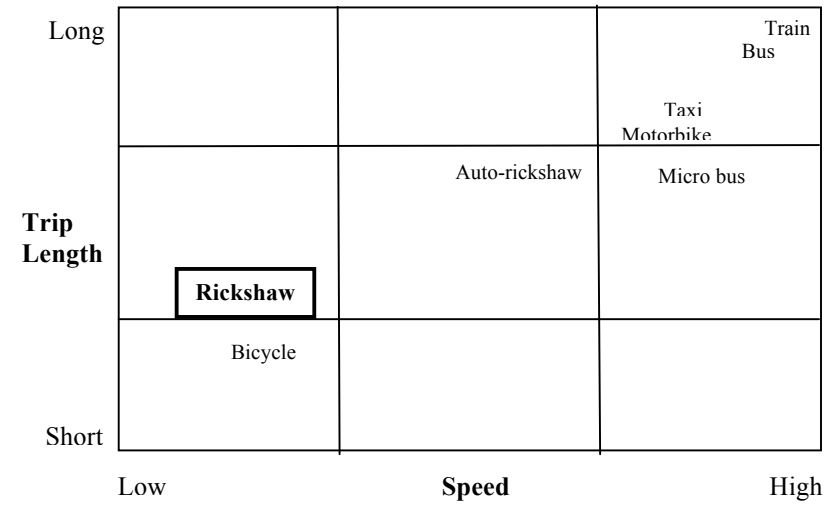 Long
Train
Bus
Taxi
Motorbike
Auto-rickshaw
Micro bus
Trip
Length
Rickshaw
Bicycle
Short
Low
Speed
High